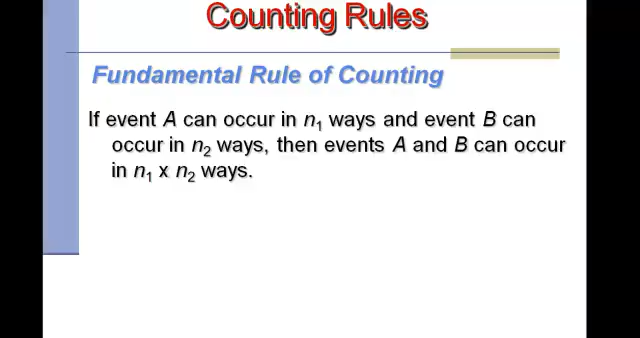 Counting Rules
Fundamental Rule of Counting
If event A can occur in n₁ ways and event B can
occur in n₂ ways, then events A and B can occur
in n₁ x n₂ ways.